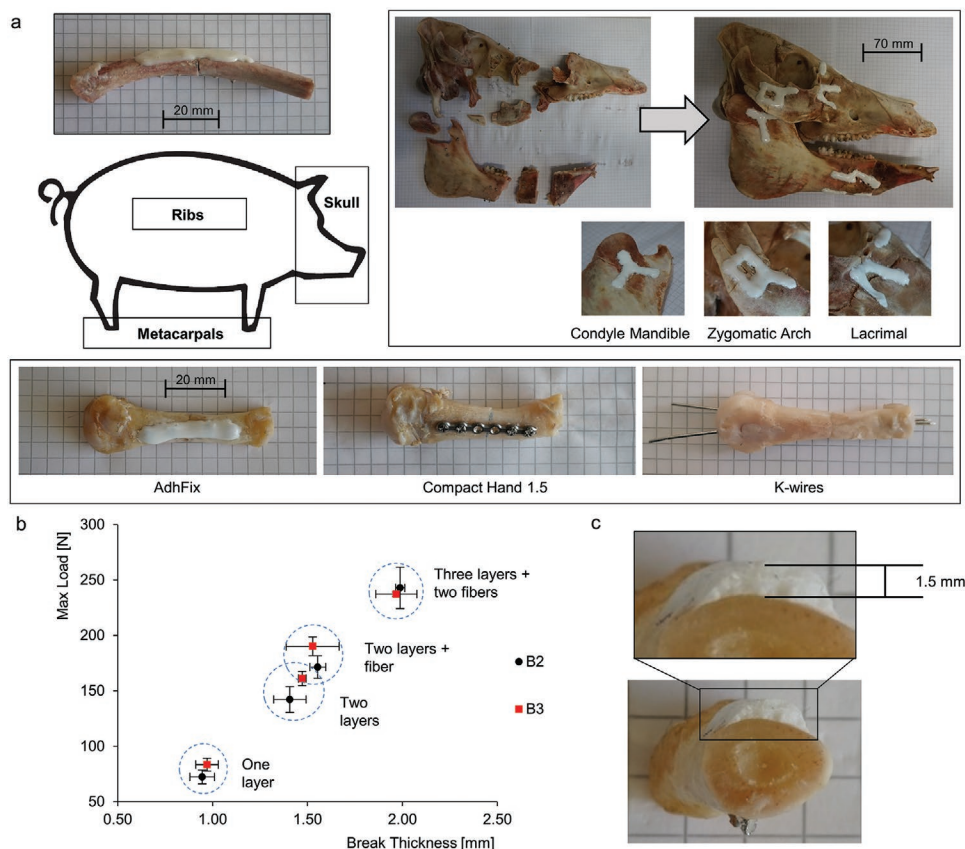 a
20 mm
70 mm
Ribs
Skull
Metacarpals
Condyle Mandible
Zygomatic Arch
Lacrimal
20 mm
AdhFix
Compact Hand 1.5
K-wires
b
Max Load [N]
300
250
200
150
100
50
0.50
1.00
1.50
2.00
2.50
Break Thickness [mm]
Three layers +
two fibers
Two layers +
fiber
Two
layers
One
layer
B2
B3
c
1.5 mm